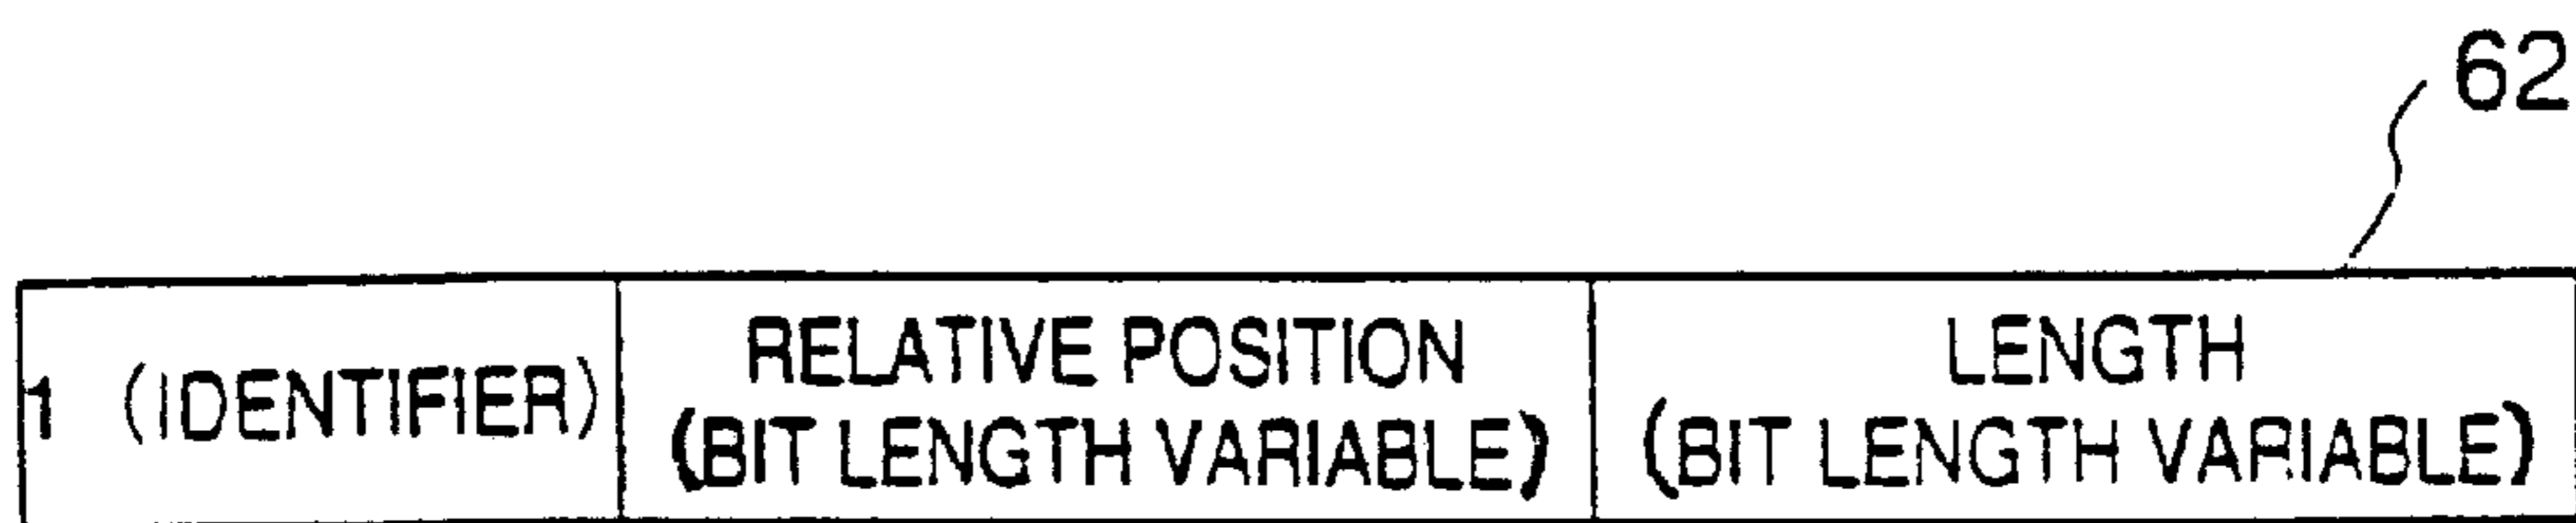 62
1 (IDENTIFIER)
RELATIVE POSITION
(BIT LENGTH VARIABLE)
LENGTH
(BIT LENGTH VARIABLE)